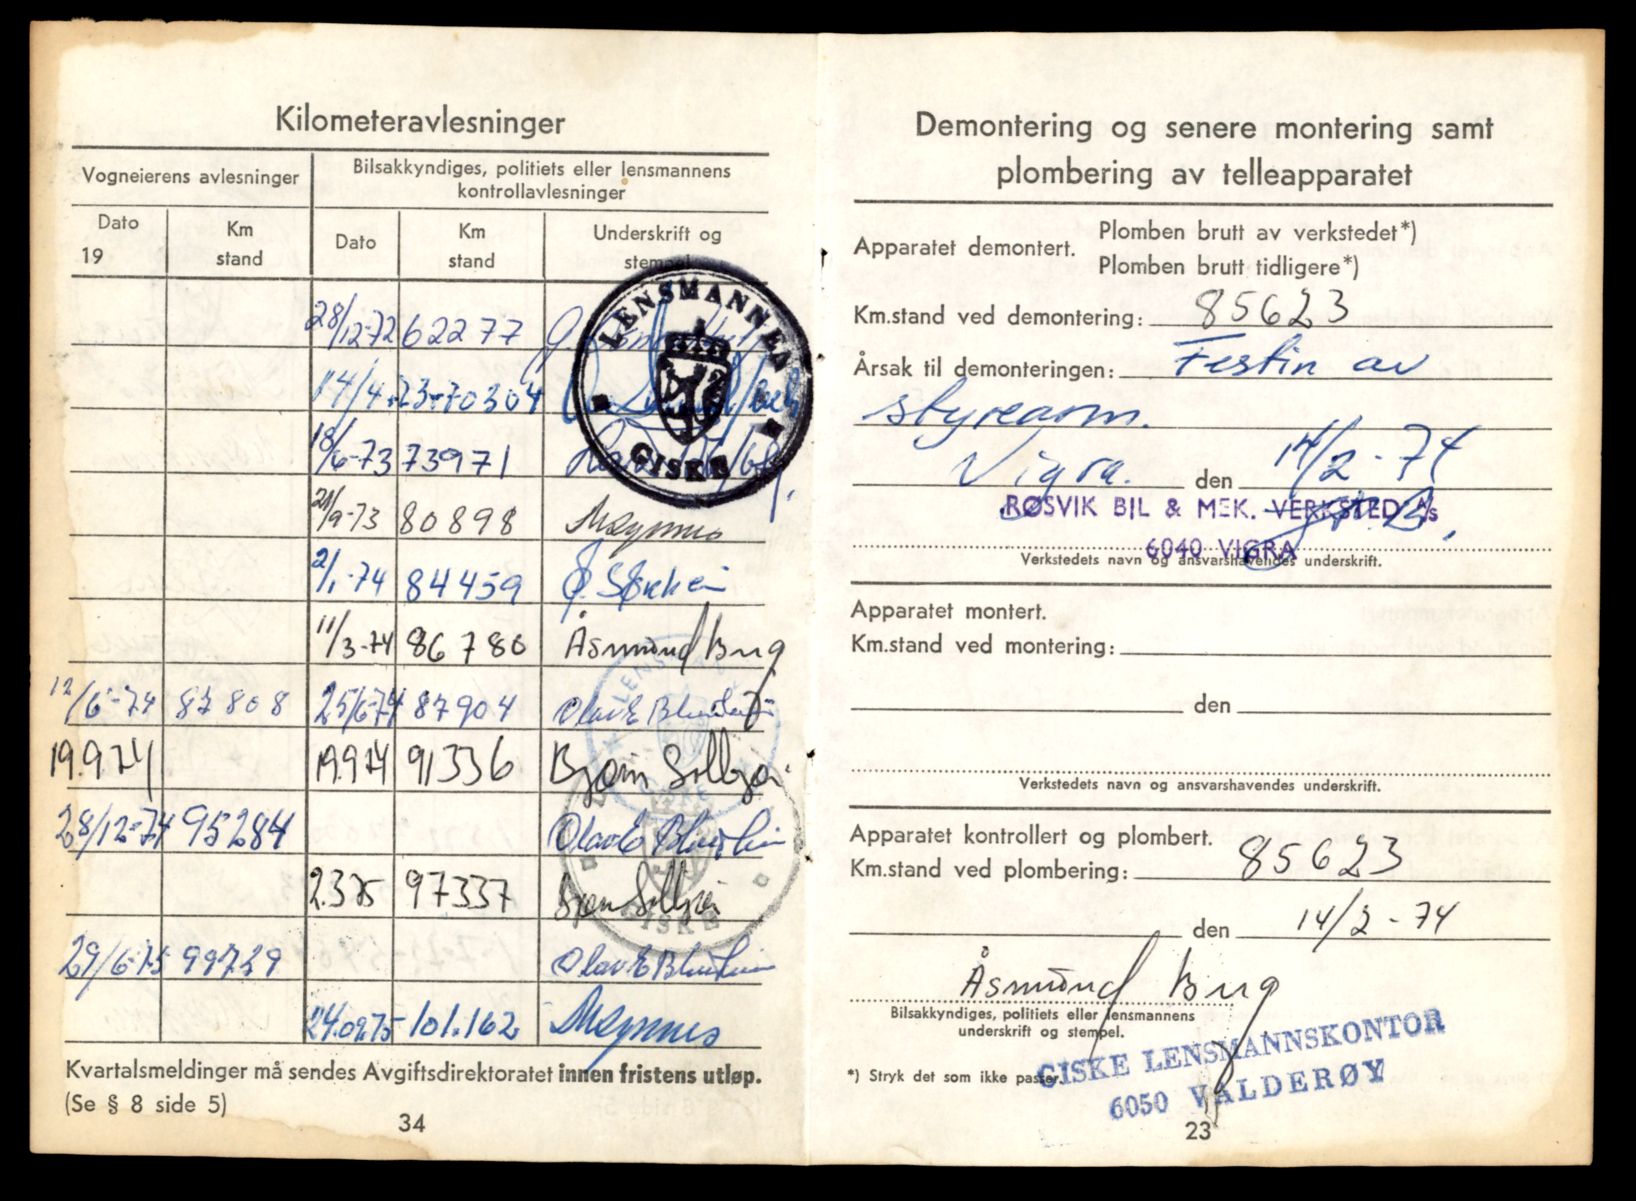 Kilometeravlesninger
Vogneierens avlesninger
Bilsakkyndiges, politiets eller lensmannens
kontrollavlesninger
Dato
19
Km
stand
Dato
Km
stand
Underskrift og
stempel
28/12-72 62277
14/4-73 70304
18/6-73 73971
21/9-73 80898
2/1-74 84459
11/3-74 86780 Åsmund
12/6-74 87808 25/6-74 87904 Olav E
19.9 74 19.9 74 91336 Bjørn
28/12-74 95284 Olav E
2.3 75 97337 Bjørn
29/6-75 99729 Olav E
24.09.75 101.162
LENSMANNEN
GISKE
Kvartalsmeldinger må sendes Avgiftsdirektoratet innen fristens utløp.
(Se § 8 side 5)
34
Demontering og senere montering samt
plombering av telleapparatet
Apparatet demontert.
Plomben brutt av verkstedet*)
Plomben brutt tidligere*)
Km.stand ved demontering: 85623
Årsak til demonteringen: Festin av
styrearm.
Vigra. den 14/2-74
RØSVIK BIL & MEK. VERKSTED A/s
6040 VIGRA
Verkstedets navn og ansvarshavendes underskrift.
Apparatet montert.
Km.stand ved montering:
den
Verkstedets navn og ansvarshavendes underskrift.
Apparatet kontrollert og plombert.
Km.stand ved plombering: 85623
den 14/2-74
Åsmund
Bilsakkyndiges, politiets eller lensmannens
underskrift og stempel.
*) Stryk det som ikke passer.
GISKE LENSMANNSKONTOR
6050 VALDERØY
23